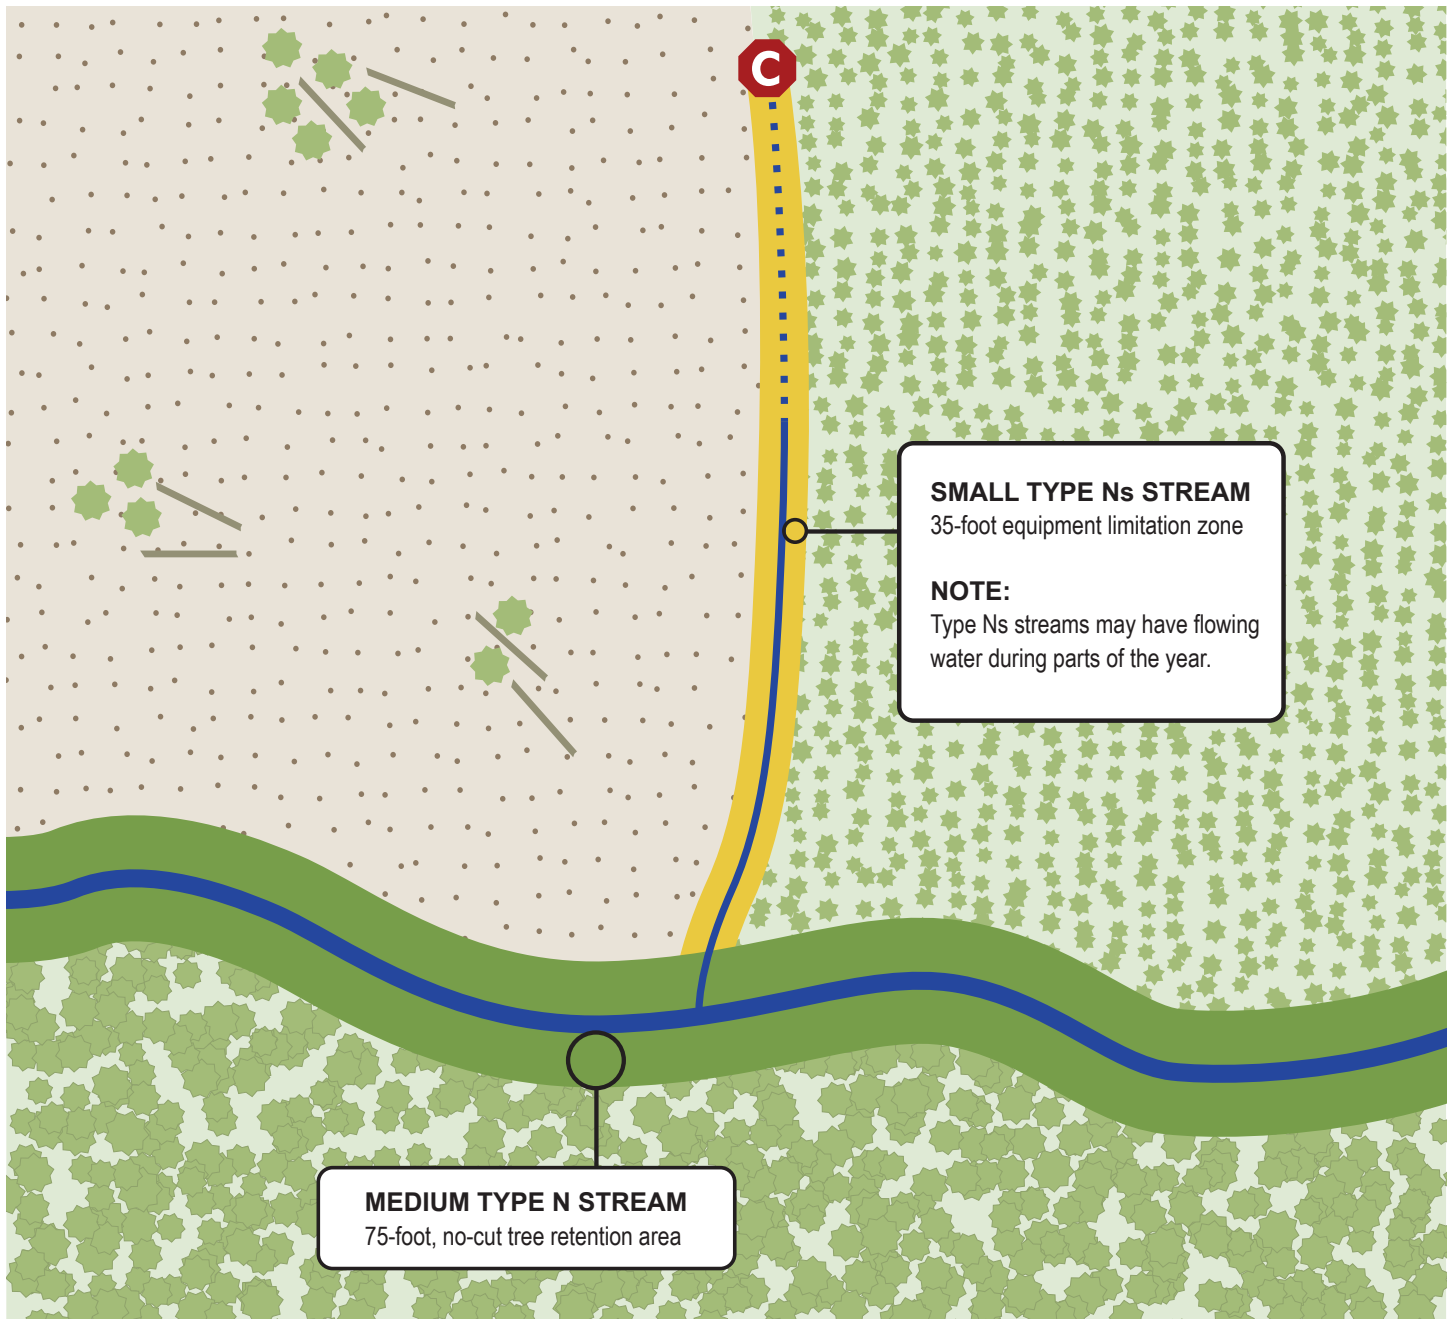 C
SMALL TYPE Ns STREAM
35-foot equipment limitation zone
NOTE:
Type Ns streams may have flowing
water during parts of the year.
MEDIUM TYPE N STREAM
75-foot, no-cut tree retention area